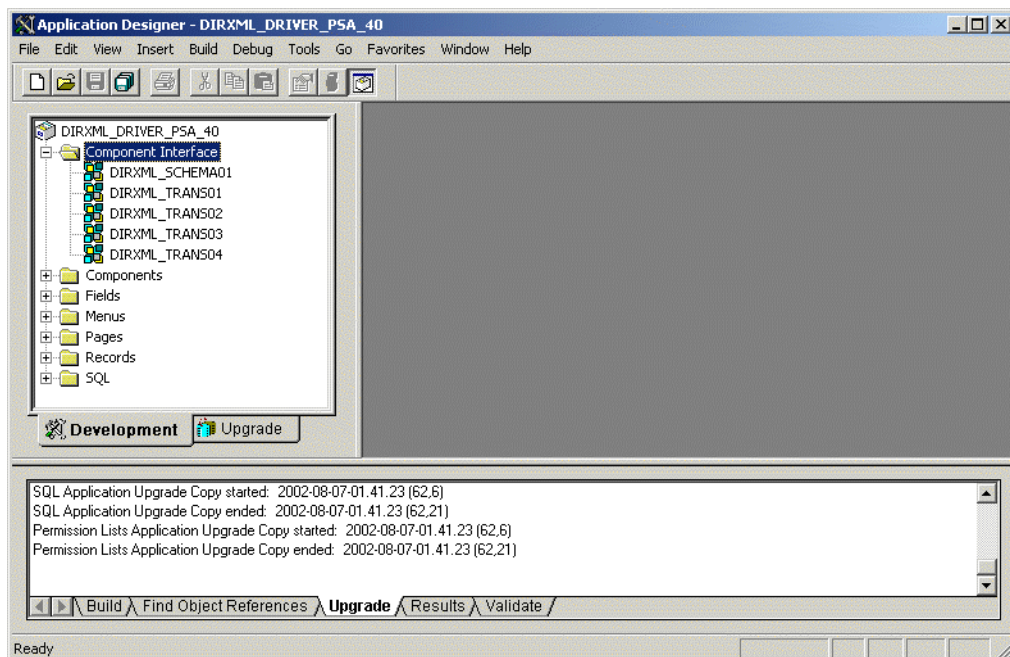 Application Designer - DIRXML_DRIVER_PSA_40
File Edit View Insert Build Debug Tools Go Favorites Window Help
DIRXML_DRIVER_PSA_40
Component Interface
DIRXML_SCHEMA01
DIRXML_TRANS01
DIRXML_TRANS02
DIRXML_TRANS03
DIRXML_TRANS04
Components
Fields
Menus
Pages
Records
SQL
Development Upgrade
SQL Application Upgrade Copy started: 2002-08-07-01.41.23 (62,6)
SQL Application Upgrade Copy ended: 2002-08-07-01.41.23 (62,21)
Permission Lists Application Upgrade Copy started: 2002-08-07-01.41.23 (62,6)
Permission Lists Application Upgrade Copy ended: 2002-08-07-01.41.23 (62,21)
Build Find Object References Upgrade Results Validate
Ready